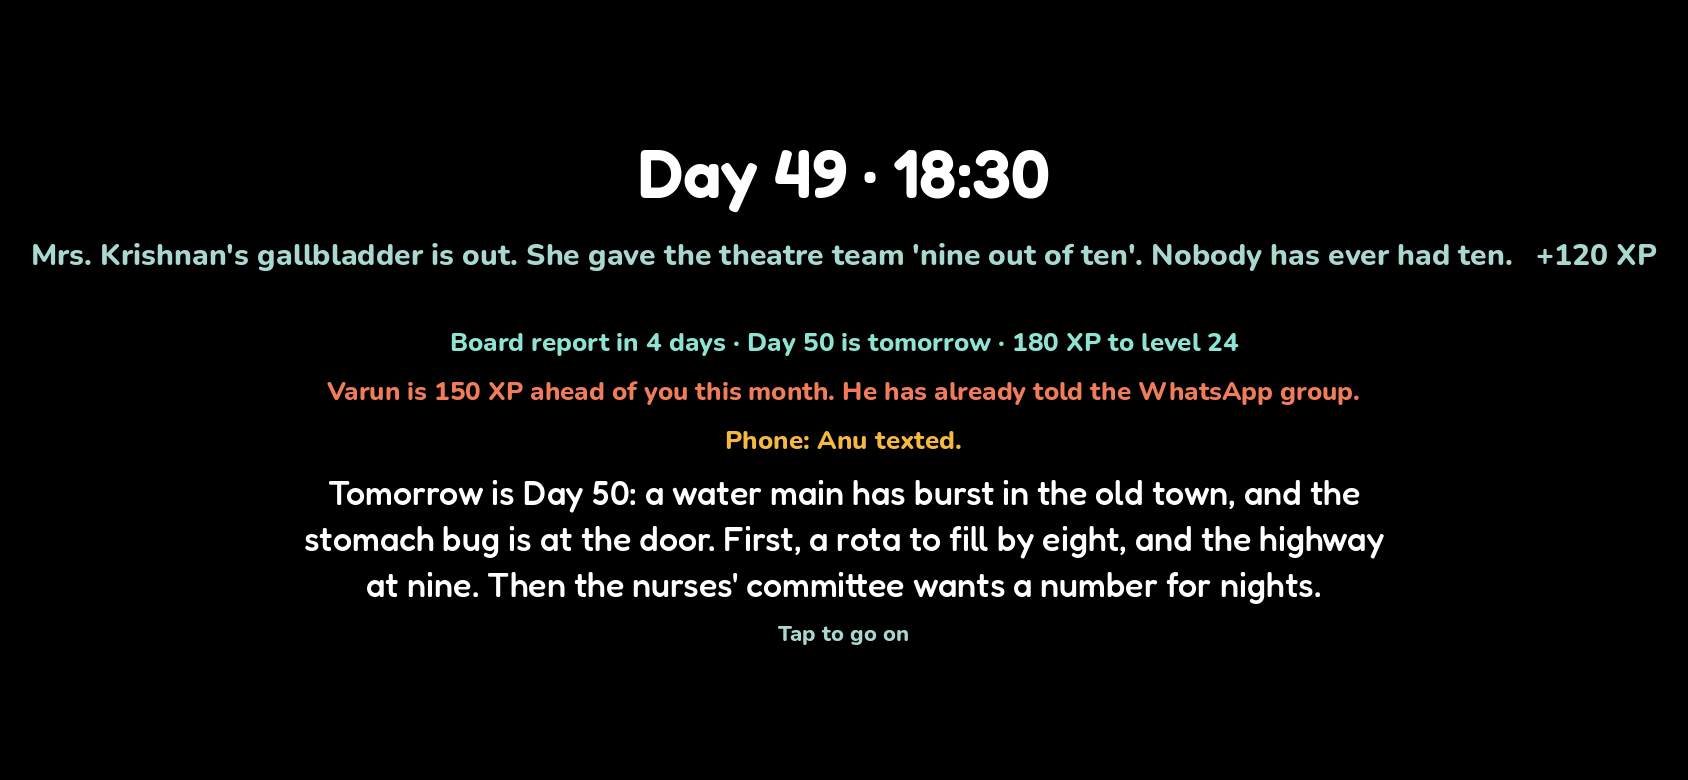 Day 49 · 18:30
Mrs. Krishnan's gallbladder is out. She gave the theatre team 'nine out of ten'. Nobody has ever had ten. +120 XP
Board report in 4 days · Day 50 is tomorrow · 180 XP to level 24
Varun is 150 XP ahead of you this month. He has already told the WhatsApp group.
Phone: Anu texted.
Tomorrow is Day 50: a water main has burst in the old town, and the
stomach bug is at the door. First, a rota to fill by eight, and the highway
at nine. Then the nurses' committee wants a number for nights.
Tap to go on